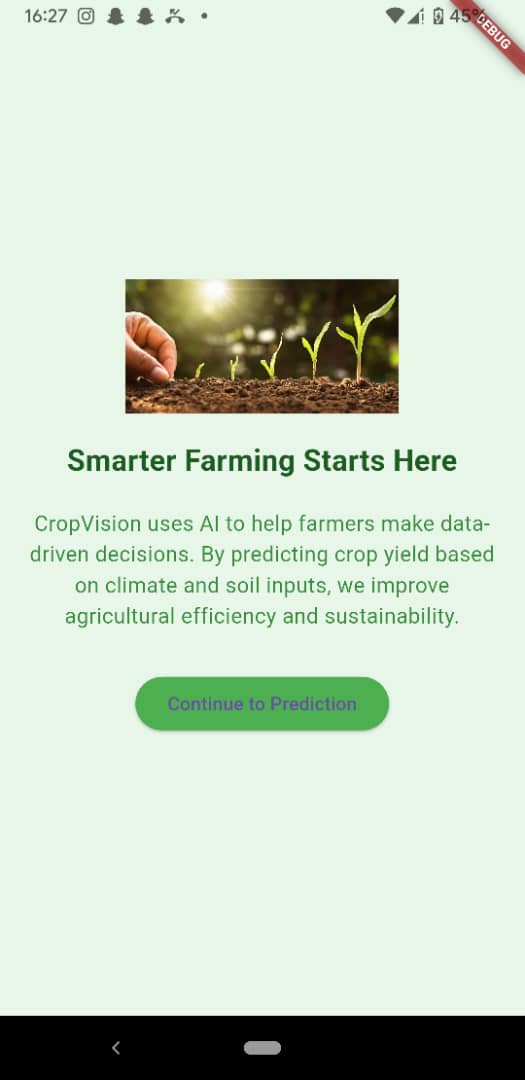 16:27
45%
DEBUG
Smarter Farming Starts Here
CropVision uses AI to help farmers make data-
driven decisions. By predicting crop yield based
on climate and soil inputs, we improve
agricultural efficiency and sustainability.
Continue to Prediction